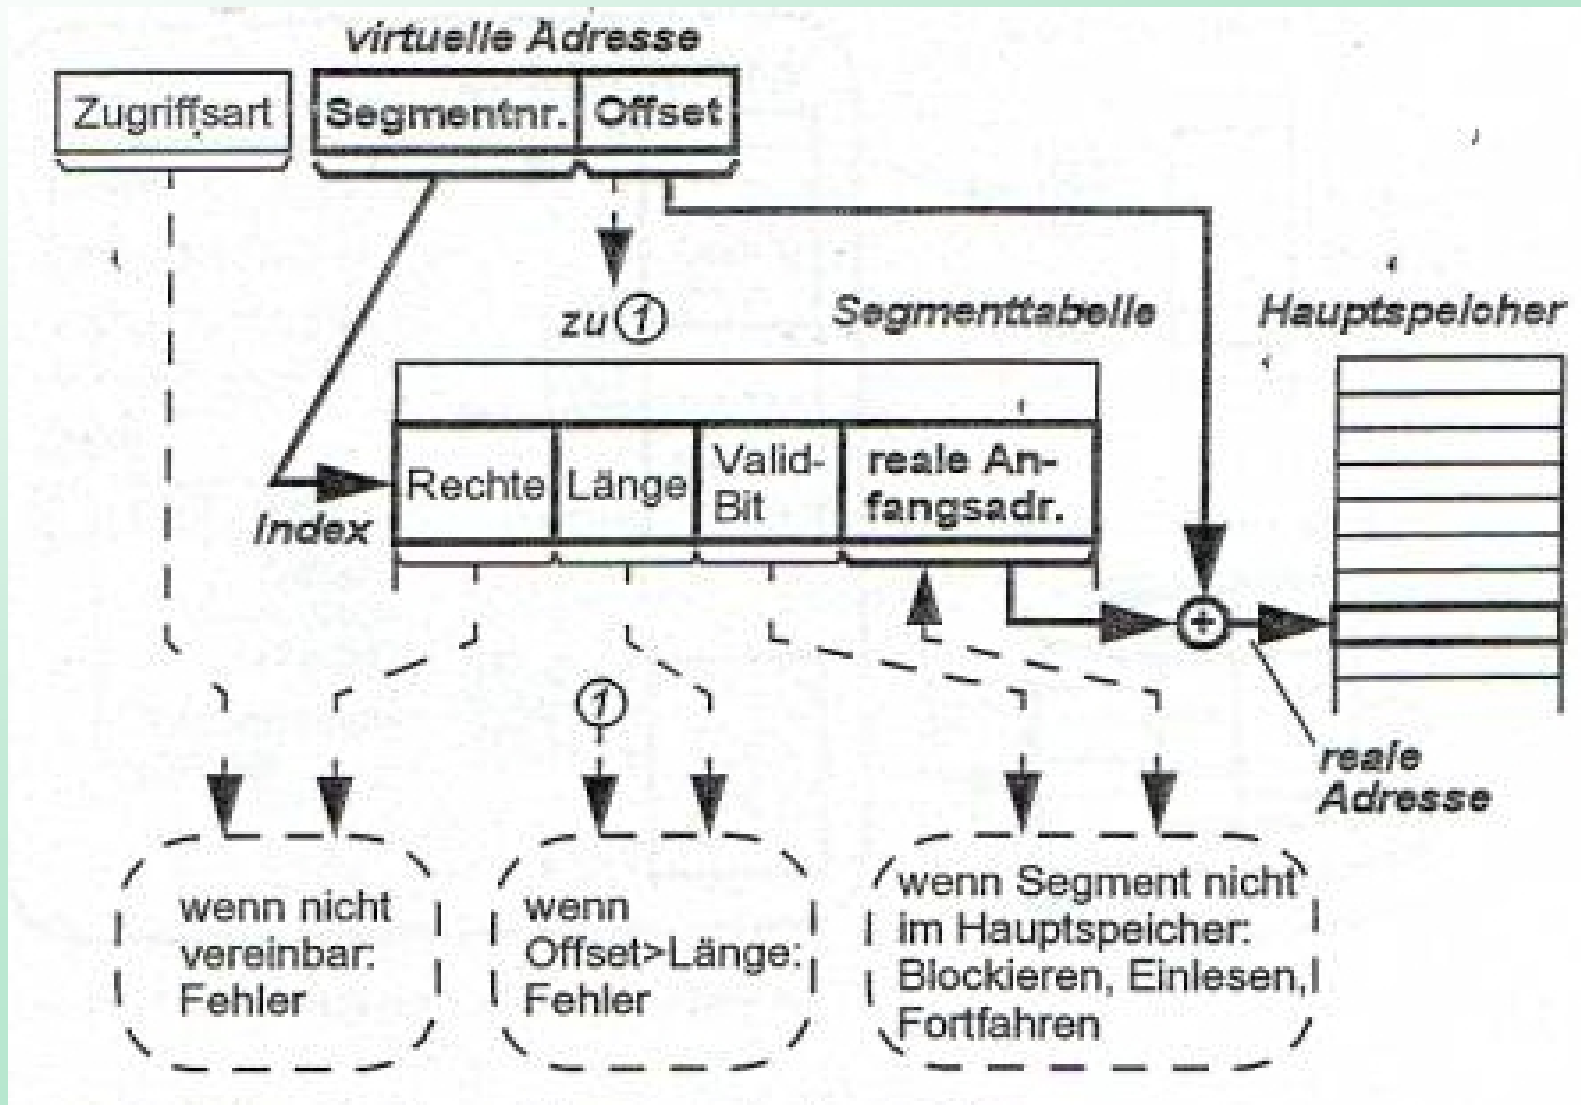 virtuelle Adresse
Zugriffsart
Segmentnr.
Offset
zu 1
Segmenttabelle
Hauptspeicher
Index
Rechte
Länge
Valid-
Bit
reale An-
fangsadr.
+
1
reale
Adresse
wenn nicht
vereinbar:
Fehler
wenn
Offset>Länge:
Fehler
wenn Segment nicht
im Hauptspeicher:
Blockieren, Einlesen,
Fortfahren